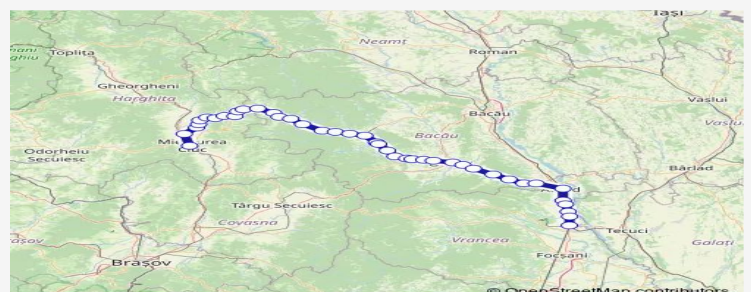 Iași
Neamț
Toplița
Roman
Gheorgheni
Harghita
Vaslui
Bacău
Bacău
Odorheiu
Secuiesc
Ciuc
Bârlad
Târgu Secuiesc
Covasna
Vrancea
Tecuci
Galați
Focșani
Brașov
© OpenStreetMap contributors